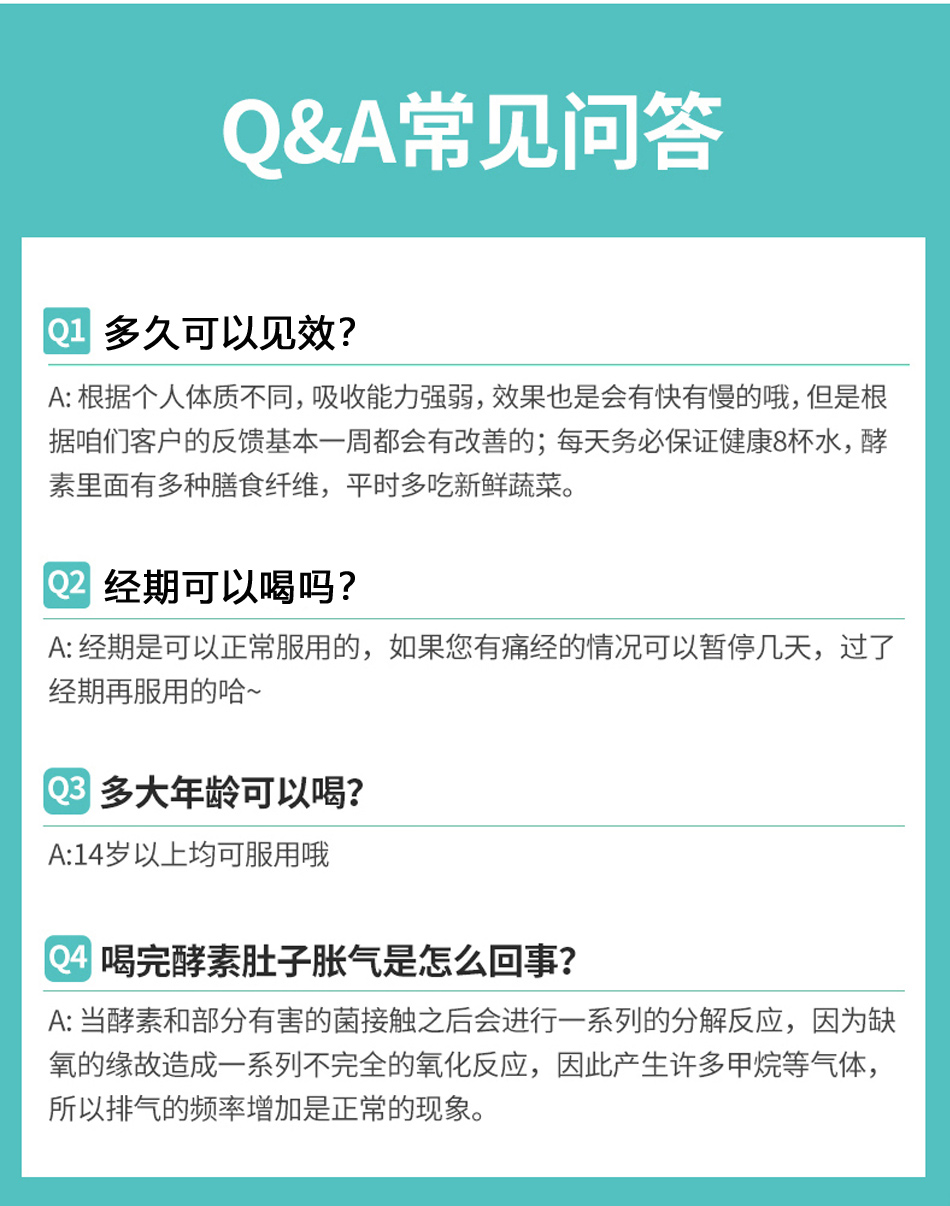 Q&A常见问答
Q1 多久可以见效?
A: 根据个人体质不同，吸收能力强弱，效果也是会有快有慢的哦，但是根
据咱们客户的反馈基本一周都会有改善的；每天务必保证健康8杯水，酵
素里面有多种膳食纤维，平时多吃新鲜蔬菜。
Q2 经期可以喝吗?
A: 经期是可以正常服用的，如果您有痛经的情况可以暂停几天，过了
经期再服用的哈~
Q3 多大年龄可以喝?
A:14岁以上均可服用哦
Q4 喝完酵素肚子胀气是怎么回事?
A: 当酵素和部分有害的菌接触之后会进行一系列的分解反应，因为缺
氧的缘故造成一系列不完全的氧化反应，因此产生许多甲烷等气体，
所以排气的频率增加是正常的现象。